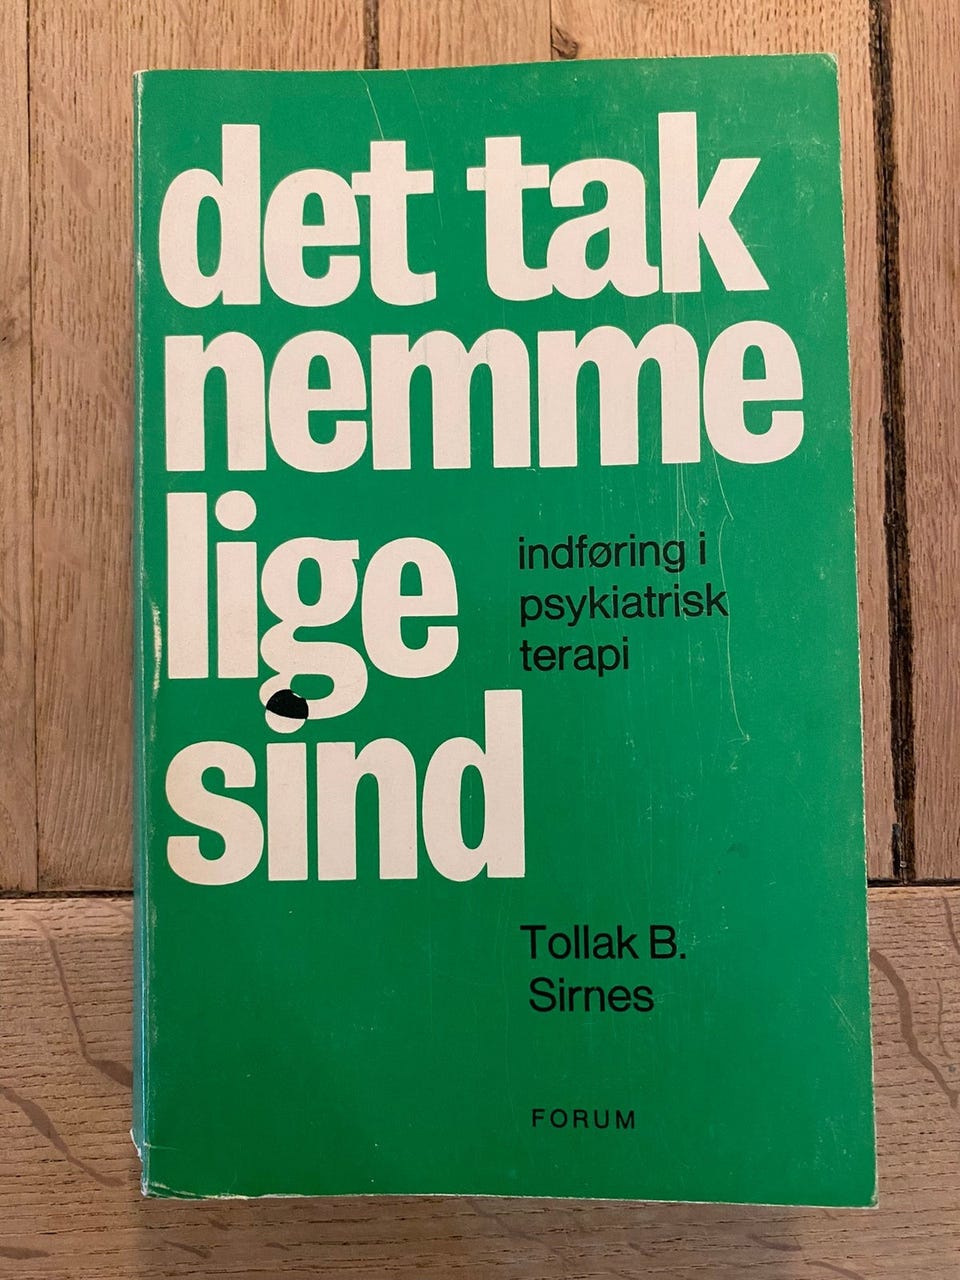 det tak
nemme
lige
sind
indføring i
psykiatrisk
terapi
Tollak B.
Sirnes
FORUM